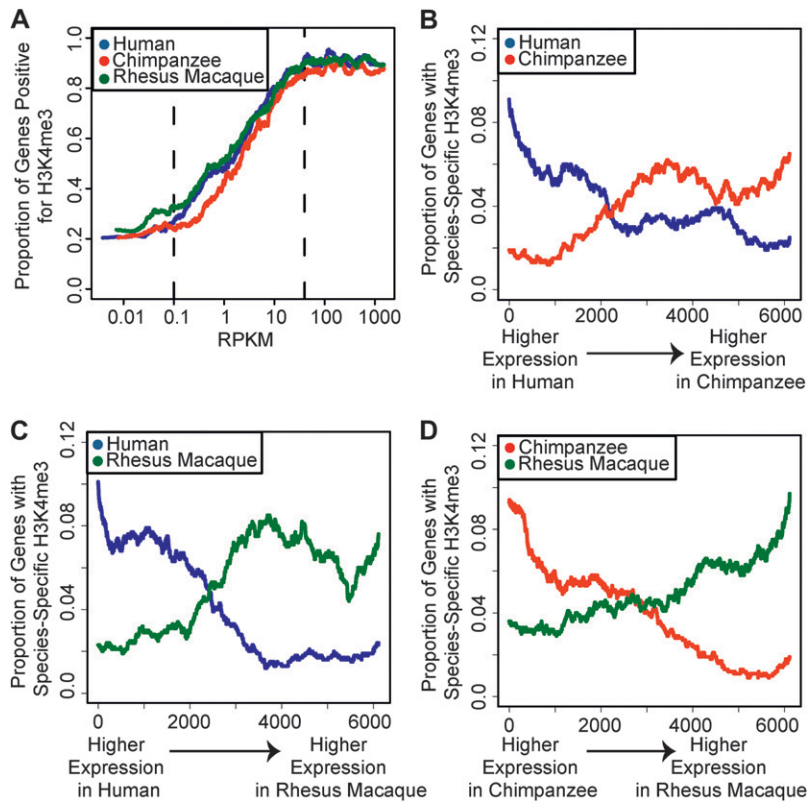 A
Human
Chimpanzee
Rhesus Macaque
Proportion of Genes Positive
for H3K4me3
0.0
0.2
0.4
0.6
0.8
1.0
0.01 0.1 1 10 100 1000
RPKM
B
Human
Chimpanzee
Proportion of Genes with
Species-Specific H3K4me3
0.0
0.04
0.08
0.12
0 2000 4000 6000
Higher
Expression
in Human
Higher
Expression
in Chimpanzee
C
Human
Rhesus Macaque
Proportion of Genes with
Species-Specific H3K4me3
0.0
0.04
0.08
0.12
0 2000 4000 6000
Higher
Expression
in Human
Higher
Expression
in Rhesus Macaque
D
Chimpanzee
Rhesus Macaque
Proportion of Genes with
Species-Specific H3K4me3
0.0
0.04
0.08
0.12
0 2000 4000 6000
Higher
Expression
in Chimpanzee
Higher
Expression
in Rhesus Macaque